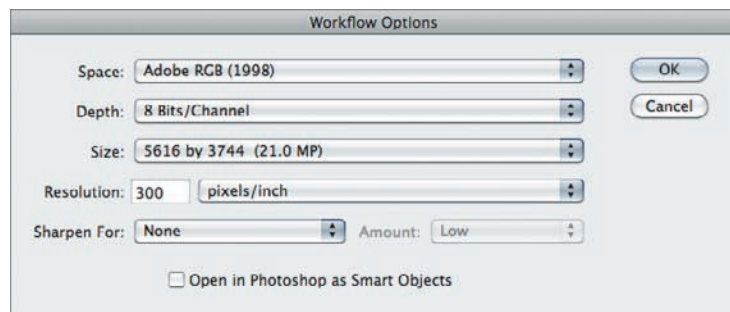 Workflow Options
Space: Adobe RGB (1998) OK
Depth: 8 Bits/Channel Cancel
Size: 5616 by 3744 (21.0 MP)
Resolution: 300 pixels/inch
Sharpen For: None Amount: Low
Open in Photoshop as Smart Objects